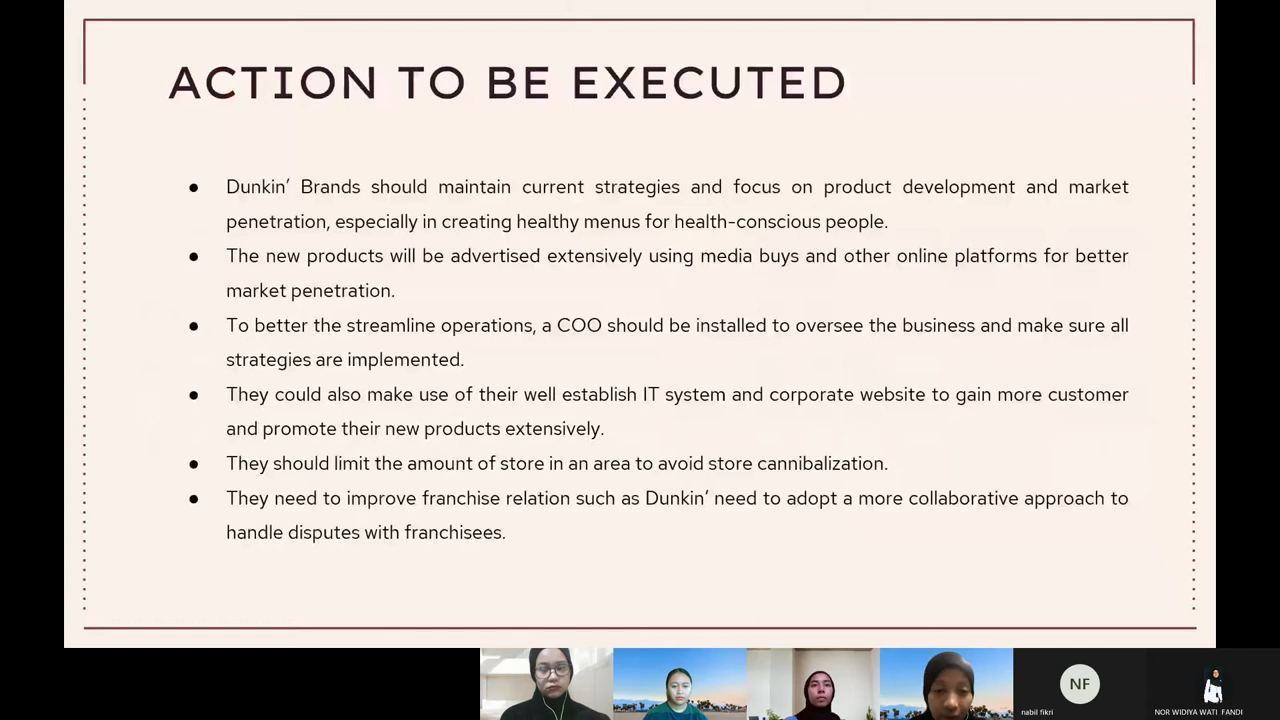 ACTION TO BE EXECUTED
● Dunkin’ Brands should maintain current strategies and focus on product development and market
penetration, especially in creating healthy menus for health-conscious people.
● The new products will be advertised extensively using media buys and other online platforms for better
market penetration.
● To better the streamline operations, a COO should be installed to oversee the business and make sure all
strategies are implemented.
● They could also make use of their well establish IT system and corporate website to gain more customer
and promote their new products extensively.
● They should limit the amount of store in an area to avoid store cannibalization.
● They need to improve franchise relation such as Dunkin’ need to adopt a more collaborative approach to
handle disputes with franchisees.
NF
nabil fikri
NOR WIDIYA WATI FANDI